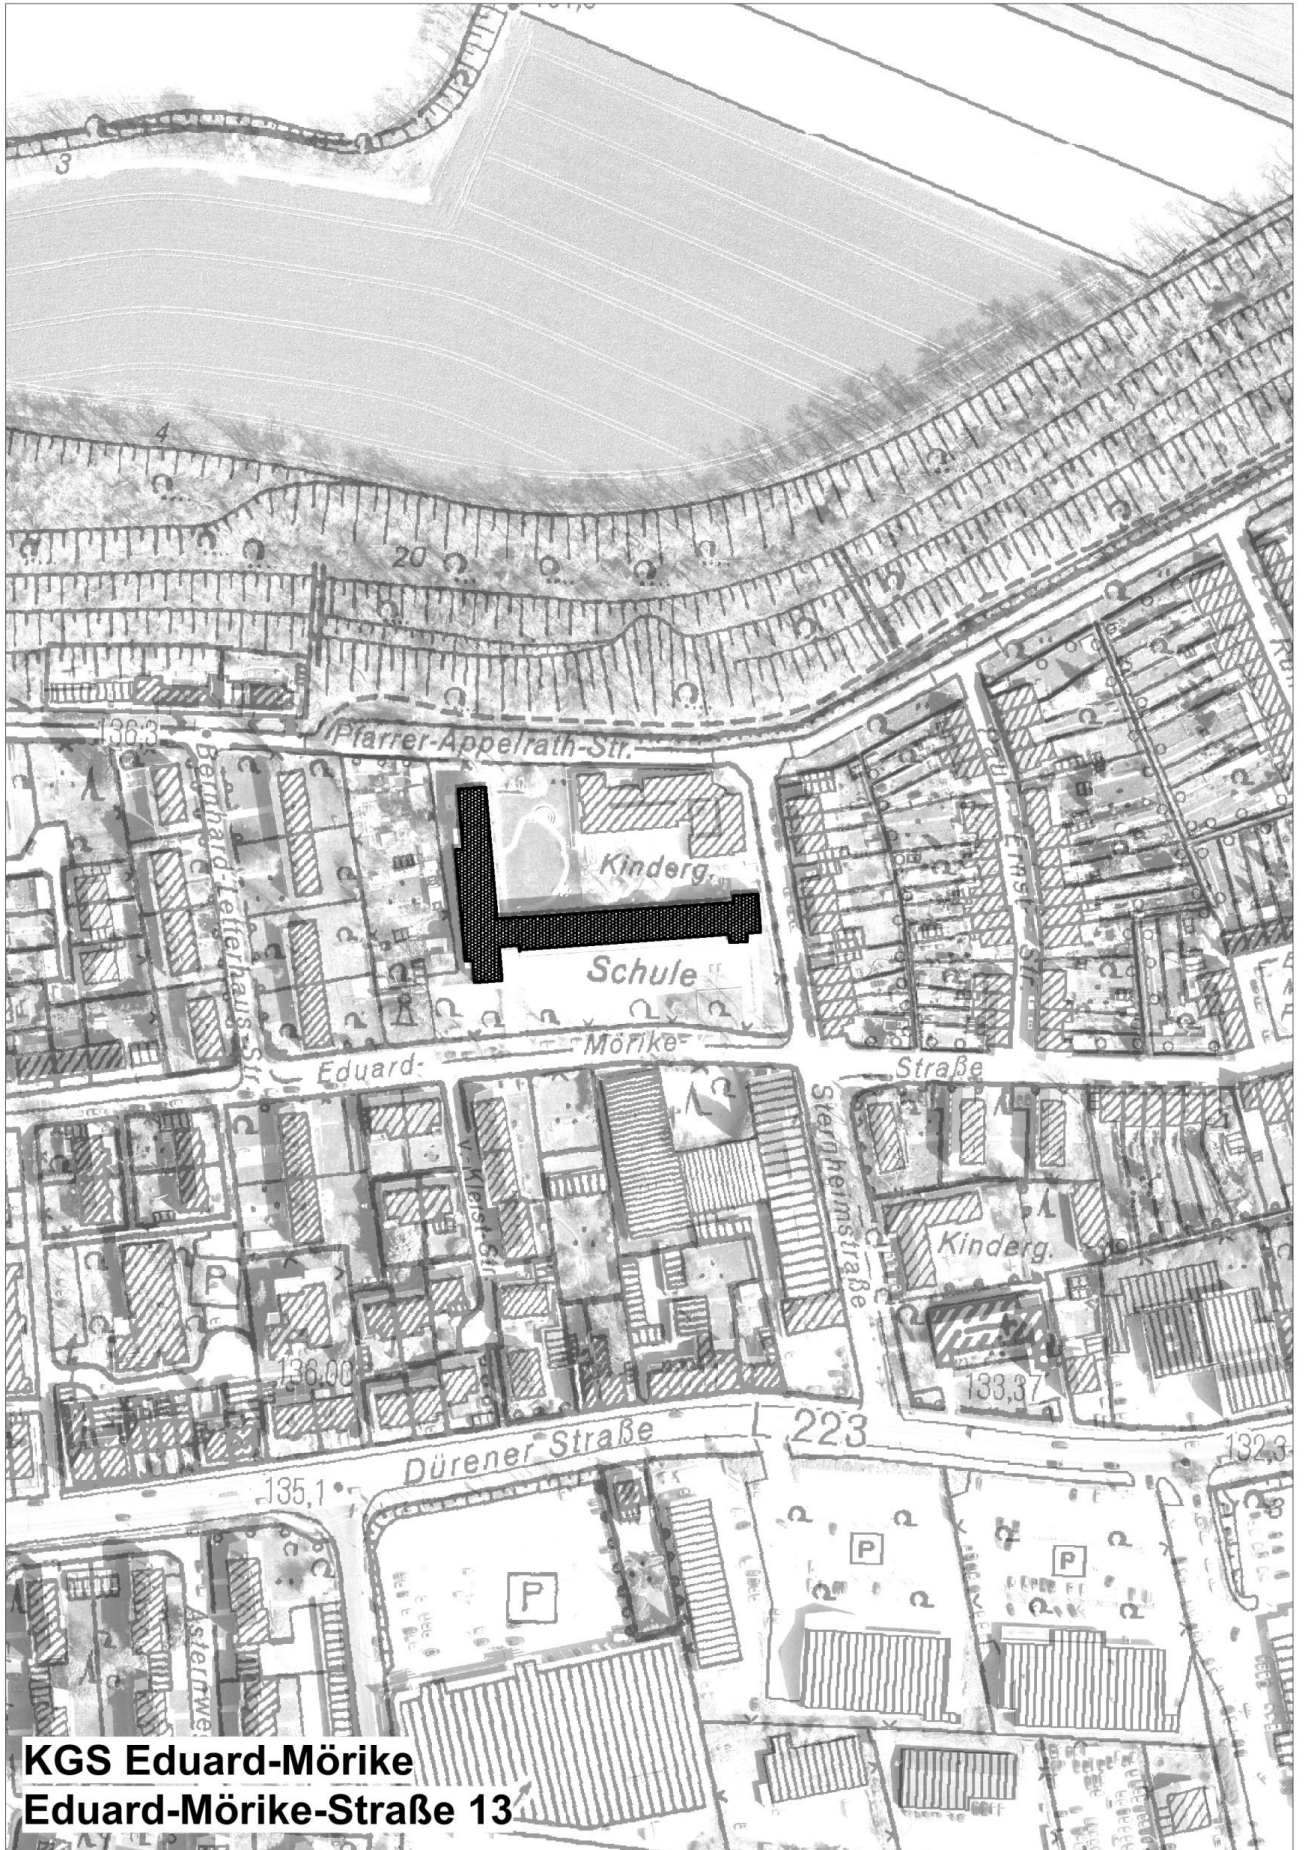 3
4
20
136.3
Pfarrer-Appelrath-Str.
Bernhard-Letterhaus-Str.
Paul-Ernst-Str.
Kinderg.
Schule
Eduard-
Mörike-
Straße
v.-Kleist-Str.
Sternheimstraße
Kinderg.
P
136,00
133,37
Dürener Straße
L 223
132,3
135,1
P
P
P
Asternweg
KGS Eduard-Mörike
Eduard-Mörike-Straße 13